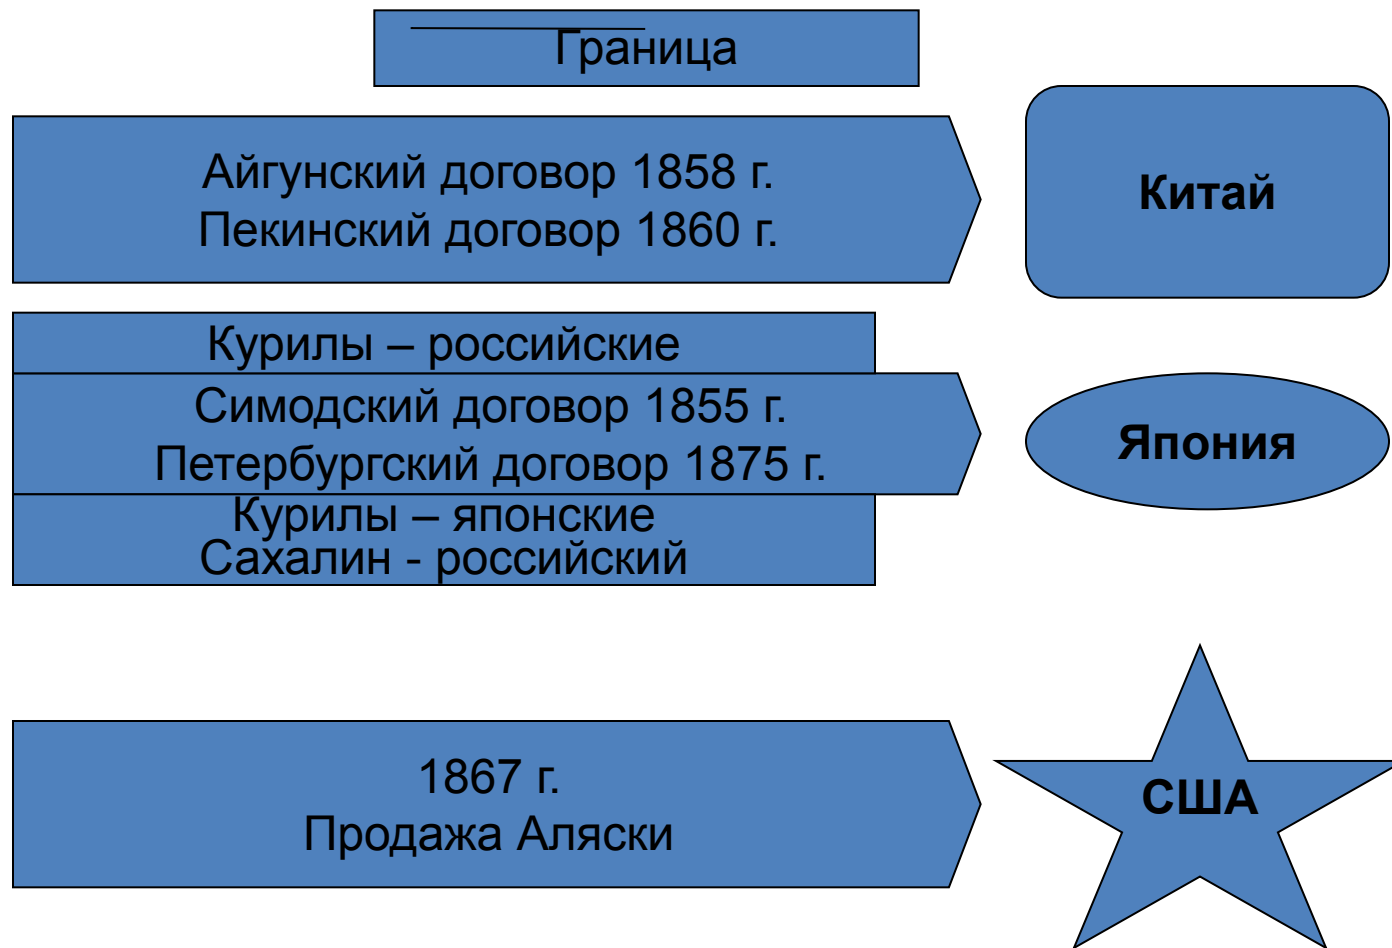 Граница
Айгунский договор 1858 г.
Пекинский договор 1860 г.
Китай
Курилы – российские
Симодский договор 1855 г.
Петербургский договор 1875 г.
Курилы – японские
Сахалин - российский
Япония
1867 г.
Продажа Аляски
США